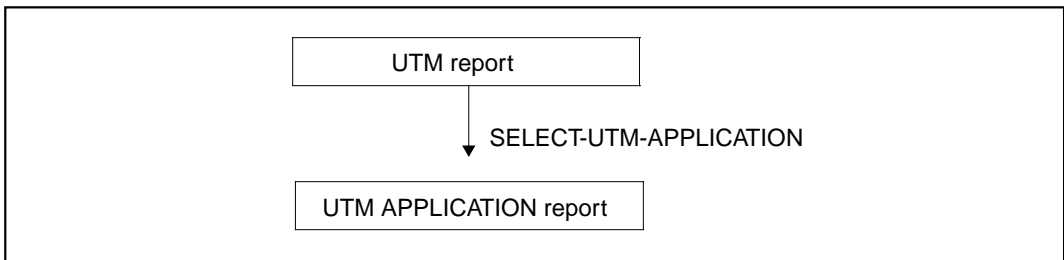 UTM report
SELECT-UTM-APPLICATION
UTM APPLICATION report